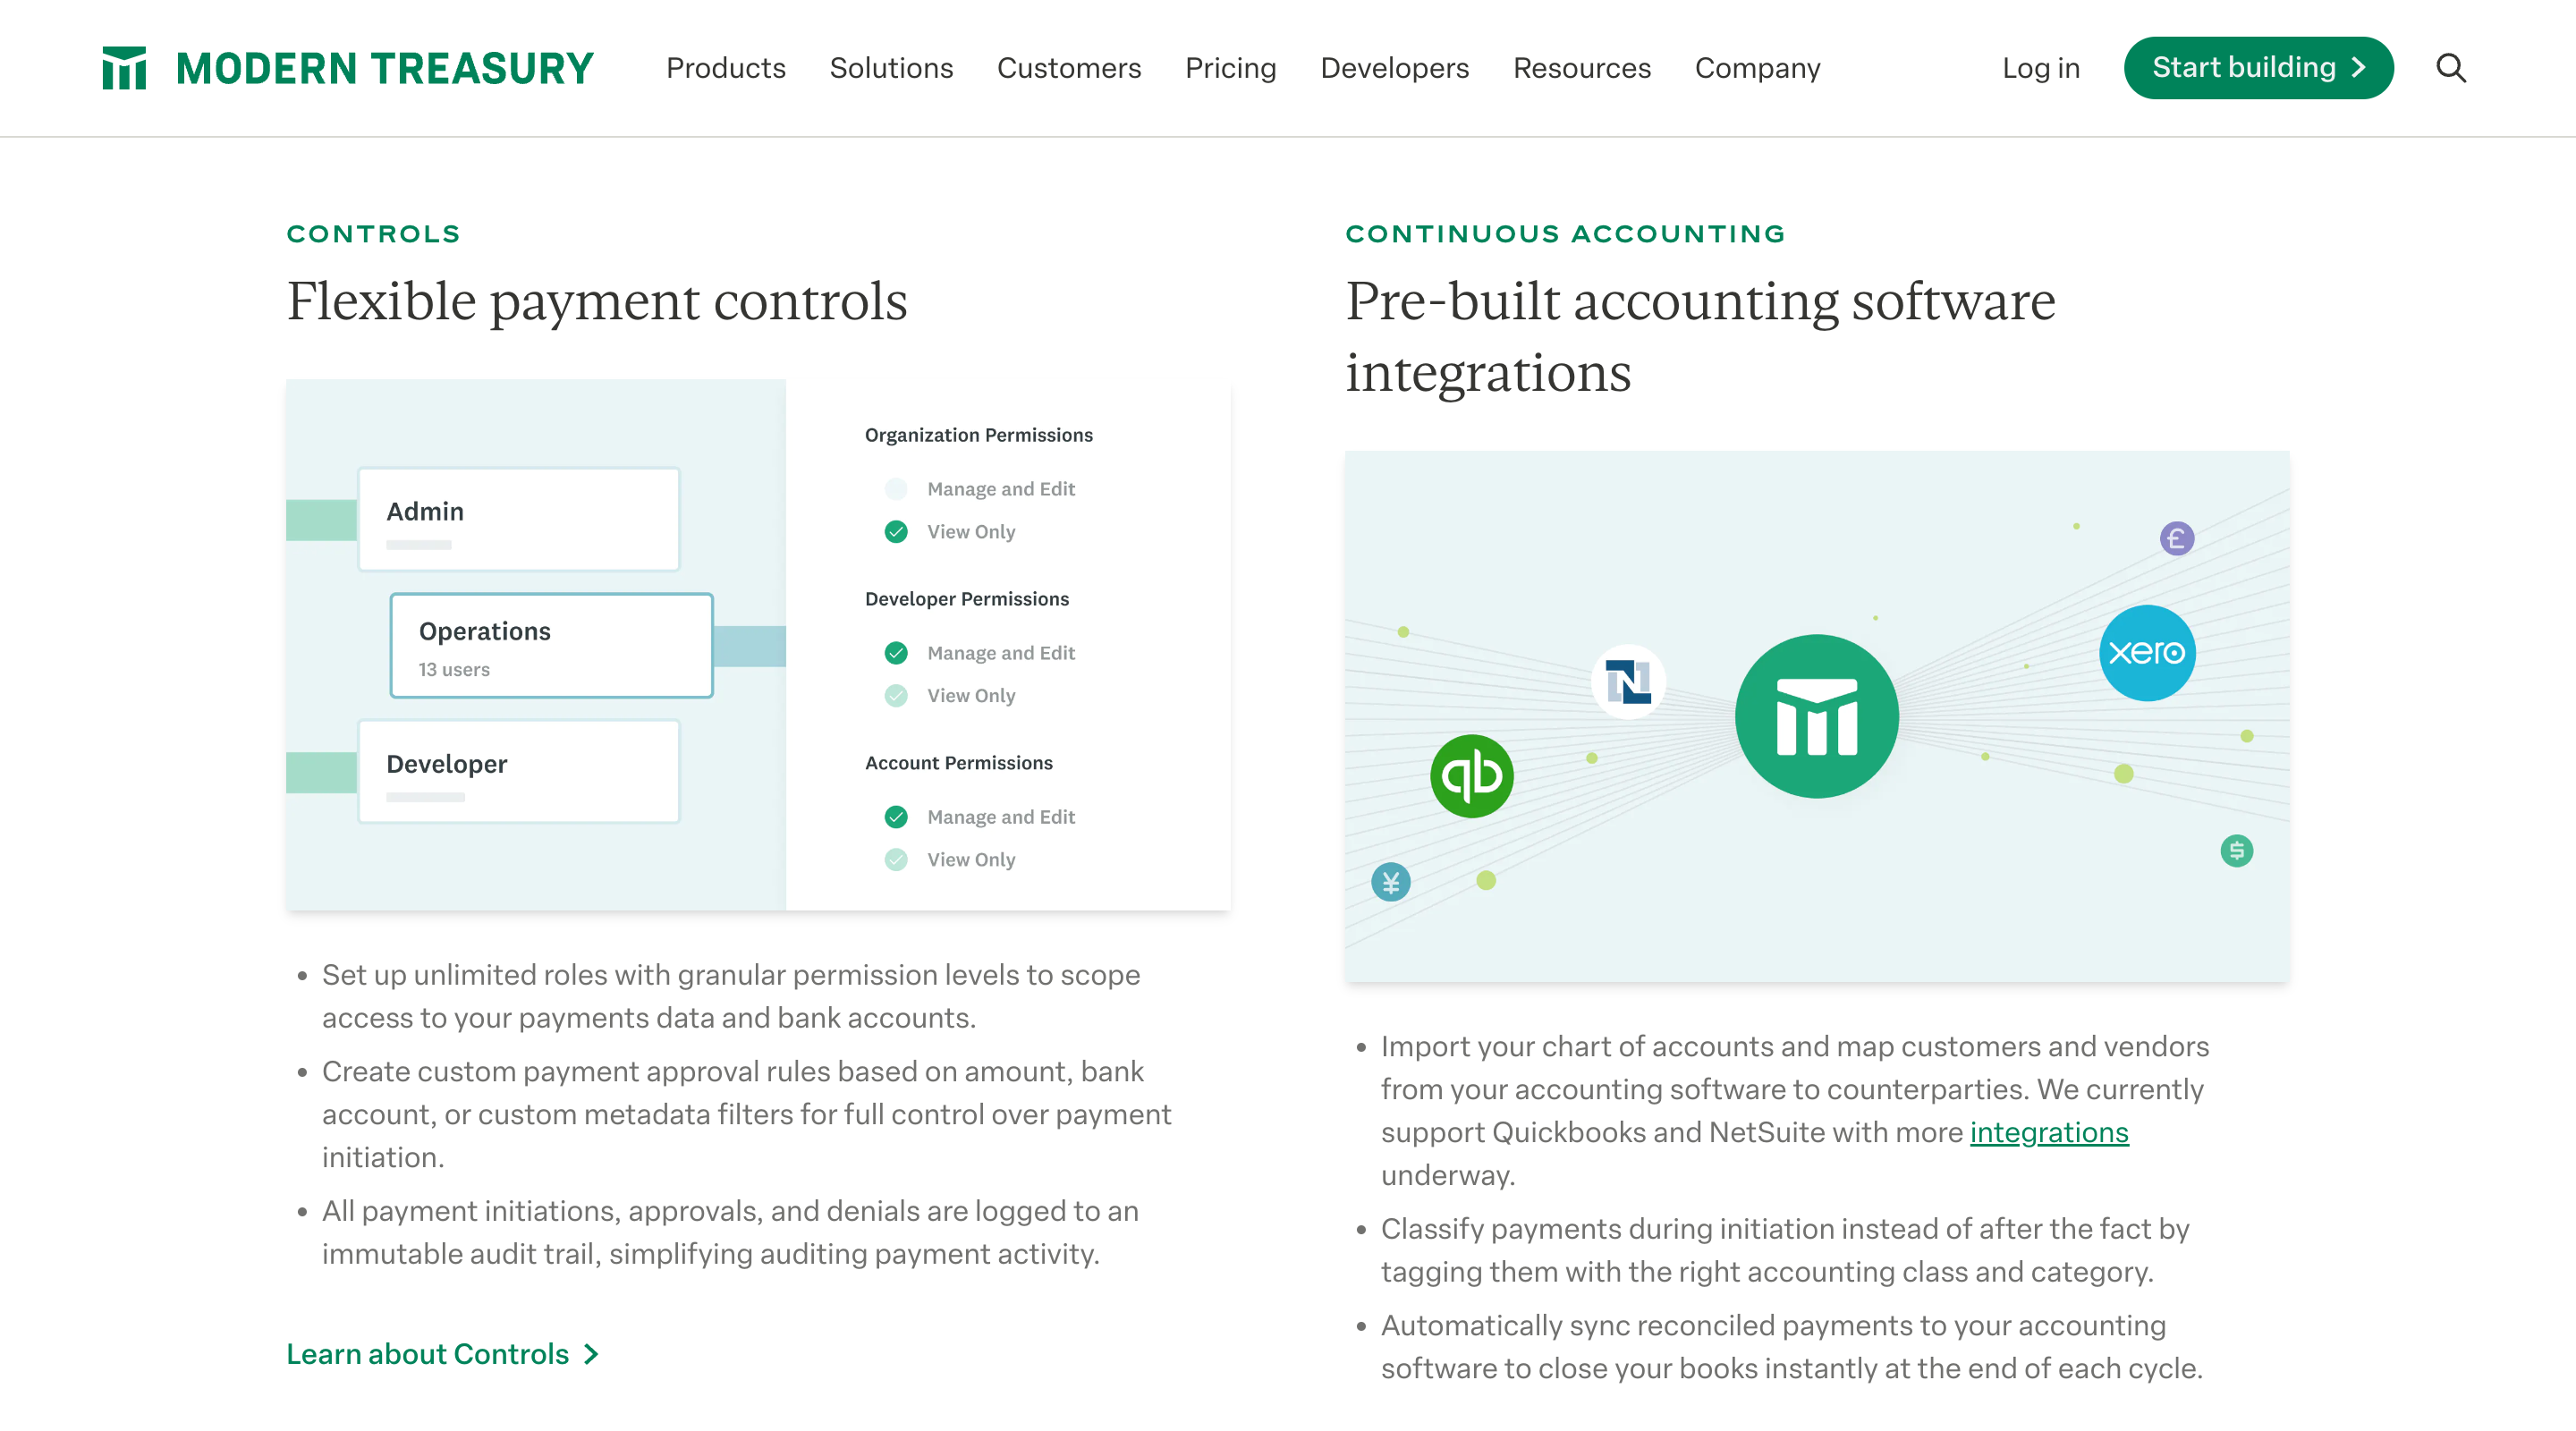 MODERN TREASURY
Products
Solutions
Customers
Pricing
Developers
Resources
Company
Log in
Start building
CONTROLS
Flexible payment controls
Admin
Operations
13 users
Developer
Organization Permissions
Manage and Edit
View Only
Developer Permissions
Manage and Edit
View Only
Account Permissions
Manage and Edit
View Only
Set up unlimited roles with granular permission levels to scope
access to your payments data and bank accounts.
Create custom payment approval rules based on amount, bank
account, or custom metadata filters for full control over payment
initiation.
All payment initiations, approvals, and denials are logged to an
immutable audit trail, simplifying auditing payment activity.
Learn about Controls
CONTINUOUS ACCOUNTING
Pre-built accounting software
integrations
£
xero
N
qb
$
¥
Import your chart of accounts and map customers and vendors
from your accounting software to counterparties. We currently
support Quickbooks and NetSuite with more integrations
underway.
Classify payments during initiation instead of after the fact by
tagging them with the right accounting class and category.
Automatically sync reconciled payments to your accounting
software to close your books instantly at the end of each cycle.